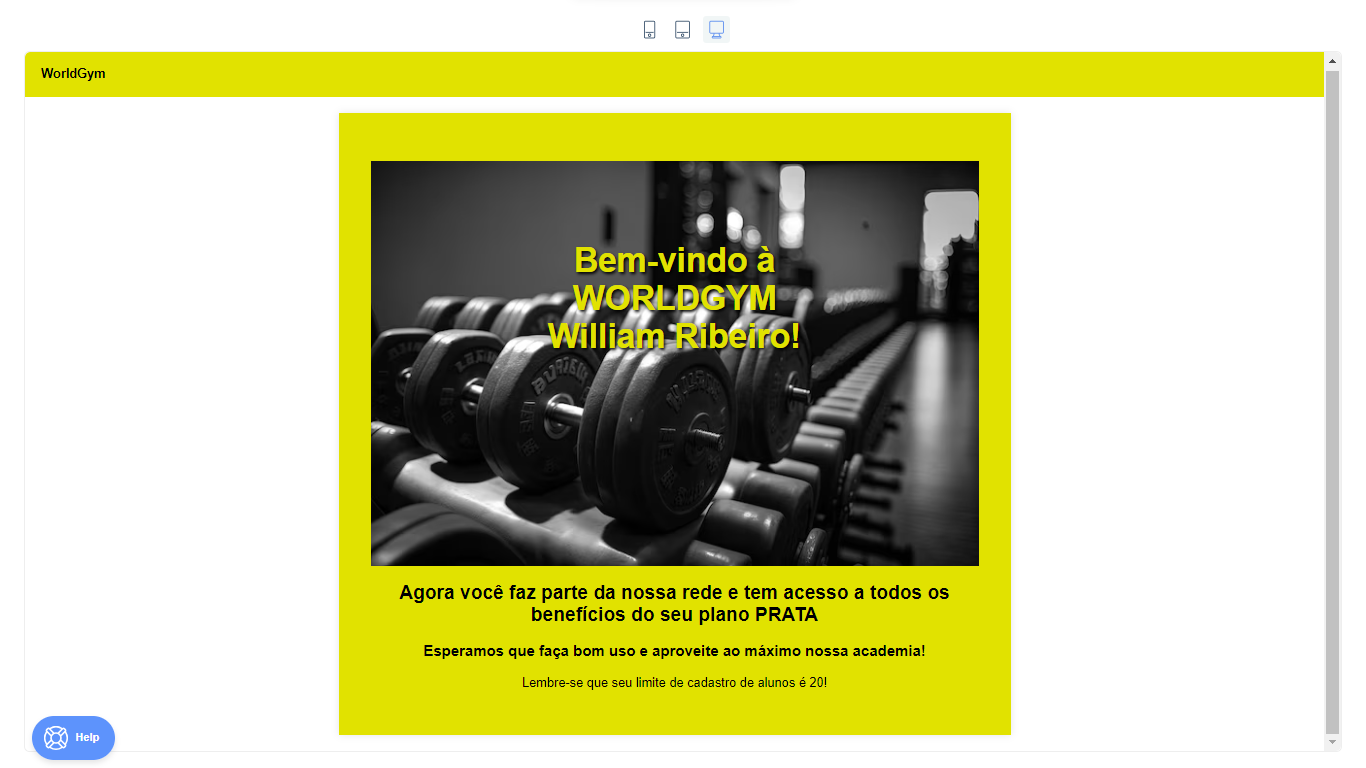 WorldGym
Bem-vindo à
WORLDGYM
William Ribeiro!
Agora você faz parte da nossa rede e tem acesso a todos os
benefícios do seu plano PRATA
Esperamos que faça bom uso e aproveite ao máximo nossa academia!
Lembre-se que seu limite de cadastro de alunos é 20!
Help